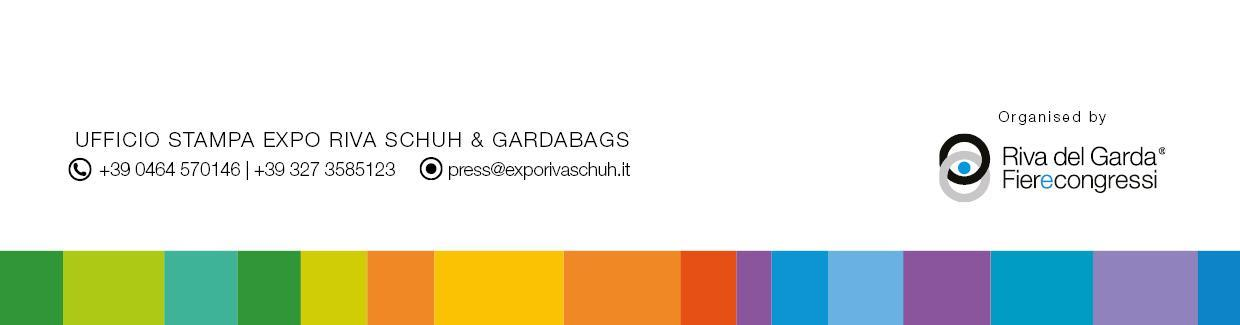 UFFICIO STAMPA EXPO RIVA SCHUH & GARDABAGS
+39 0464 570146 | +39 327 3585123 press@exporivaschuh.it
Organised by
Riva del Garda®
Fierecongressi